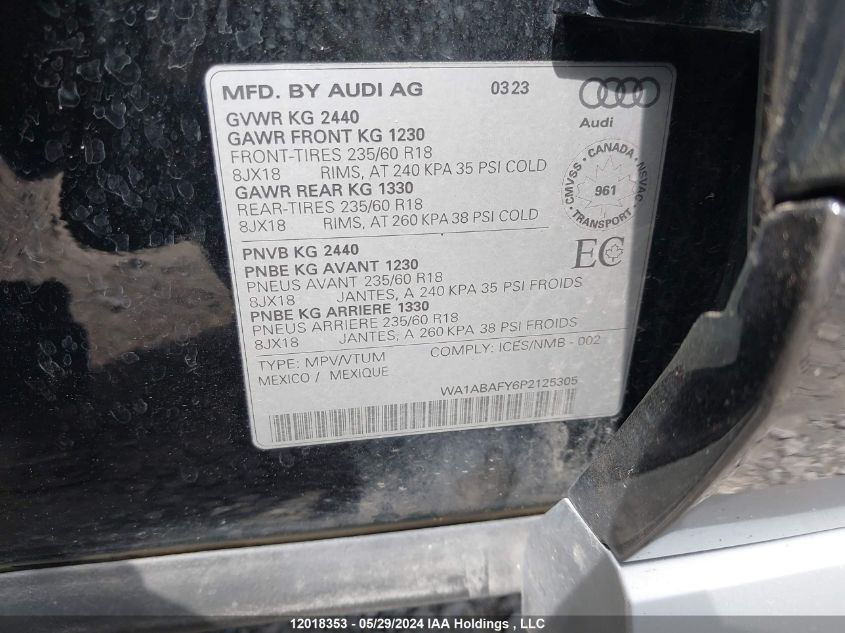 MFD. BY AUDI AG 0323
GVWR KG 2440
GAWR FRONT KG 1230
FRONT-TIRES 235/60 R18
8JX18 RIMS, AT 240 KPA 35 PSI COLD
GAWR REAR KG 1330
REAR-TIRES 235/60 R18
8JX18 RIMS, AT 260 KPA 38 PSI COLD
Audi
CMVSS · CANADA · NSVAC
961
TRANSPORT
PNVB KG 2440
PNBE KG AVANT 1230
PNEUS AVANT 235/60 R18
8JX18 JANTES, A 240 KPA 35 PSI FROIDS
PNBE KG ARRIERE 1330
PNEUS ARRIERE 235/60 R18
8JX18 JANTES, A 260 KPA 38 PSI FROIDS
EC
TYPE: MPV/VTUM COMPLY: ICES/NMB - 002
MEXICO / MEXIQUE
WA1ABAFY6P2125305
12018353 - 05/29/2024 IAA Holdings , LLC